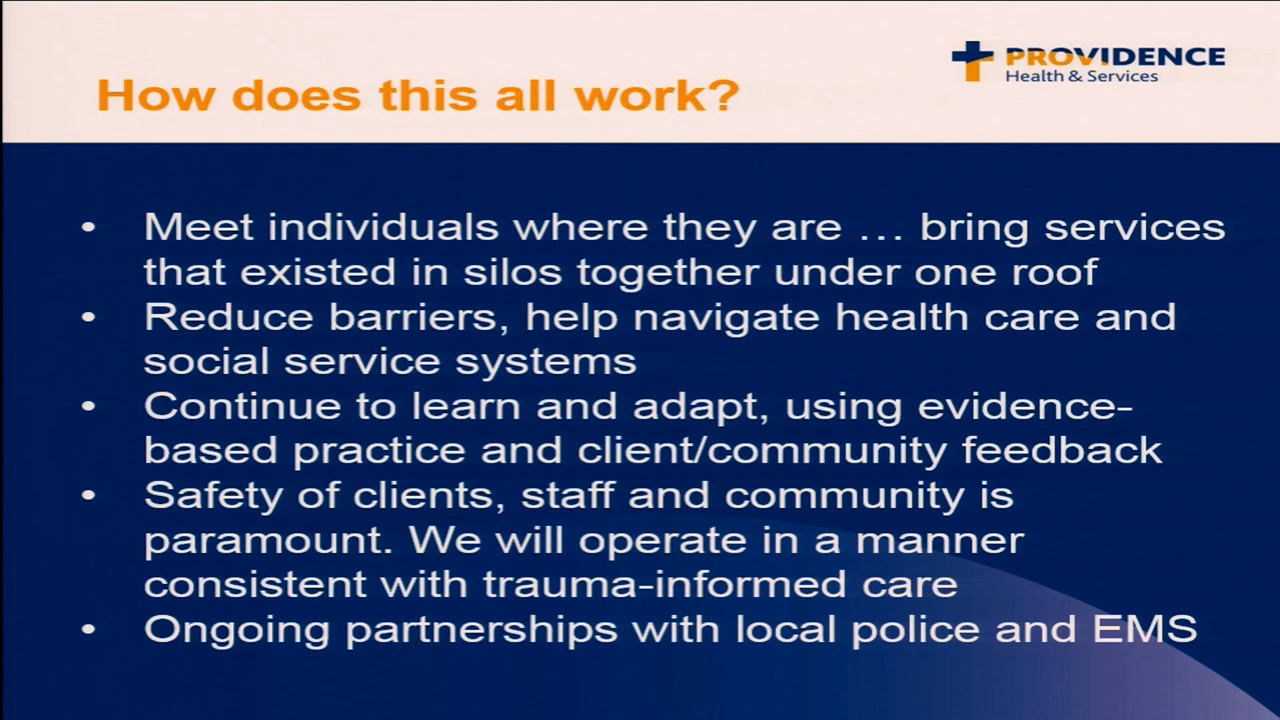 PROVIDENCE
Health & Services
How does this all work?
• Meet individuals where they are … bring services
that existed in silos together under one roof
• Reduce barriers, help navigate health care and
social service systems
• Continue to learn and adapt, using evidence-
based practice and client/community feedback
• Safety of clients, staff and community is
paramount. We will operate in a manner
consistent with trauma-informed care
• Ongoing partnerships with local police and EMS